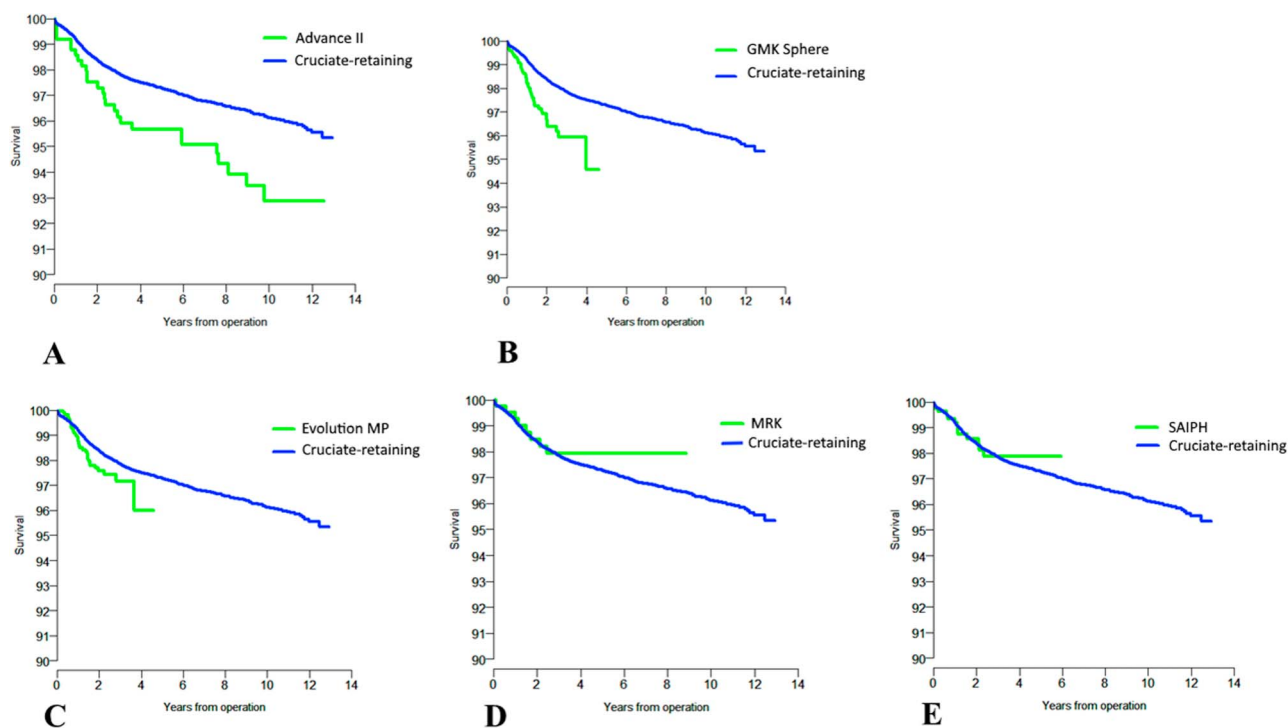 100
99
98
97
96
95
94
93
92
91
90
Survival
Advance II
Cruciate-retaining
0 2 4 6 8 10 12 14
Years from operation
A
100
99
98
97
96
95
94
93
92
91
90
Survival
GMK Sphere
Cruciate-retaining
0 2 4 6 8 10 12 14
Years from operation
B
100
99
98
97
96
95
94
93
92
91
90
Survival
Evolution MP
Cruciate-retaining
0 2 4 6 8 10 12 14
Years from operation
C
100
99
98
97
96
95
94
93
92
91
90
Survival
MRK
Cruciate-retaining
0 2 4 6 8 10 12 14
Years from operation
D
100
99
98
97
96
95
94
93
92
91
90
Survival
SAIPH
Cruciate-retaining
0 2 4 6 8 10 12 14
Years from operation
E